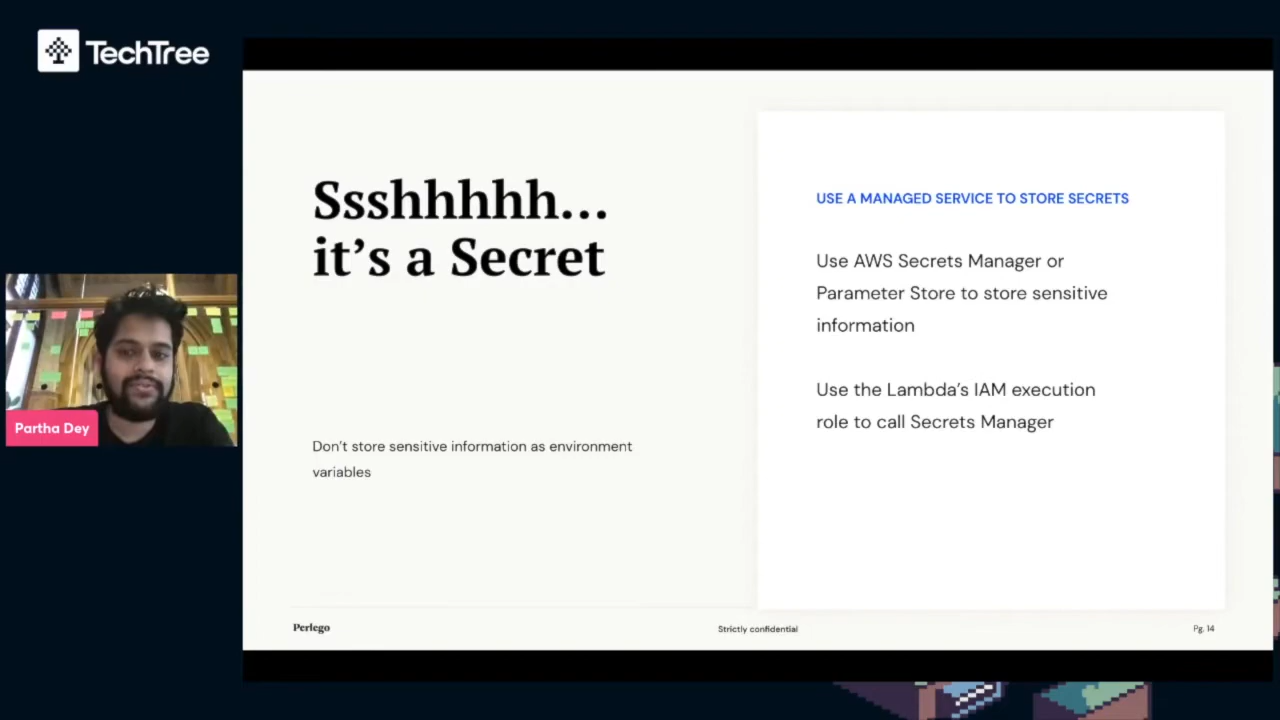 TechTree
Ssshhhhh...
it’s a Secret
Don’t store sensitive information as environment
variables
USE A MANAGED SERVICE TO STORE SECRETS
Use AWS Secrets Manager or
Parameter Store to store sensitive
information
Use the Lambda’s IAM execution
role to call Secrets Manager
Partha Dey
Perlego
Strictly confidential
Pg. 14